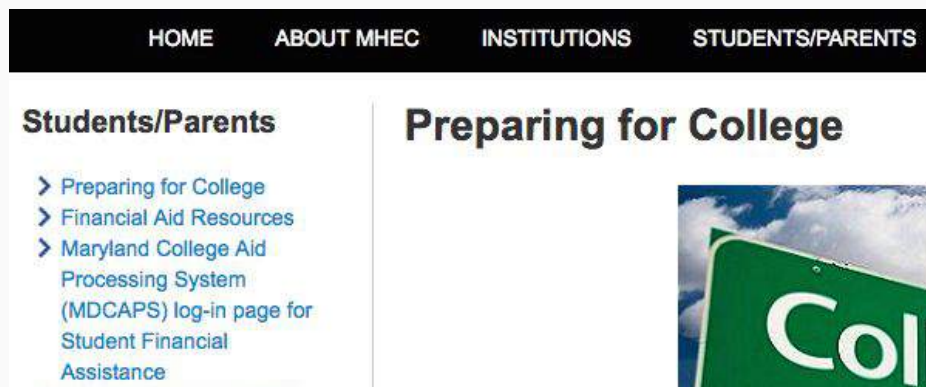 HOME ABOUT MHEC INSTITUTIONS STUDENTS/PARENTS
Students/Parents
Preparing for College
Financial Aid Resources
Maryland College Aid
Processing System
(MDCAPS) log-in page for
Student Financial
Assistance
Preparing for College
Col